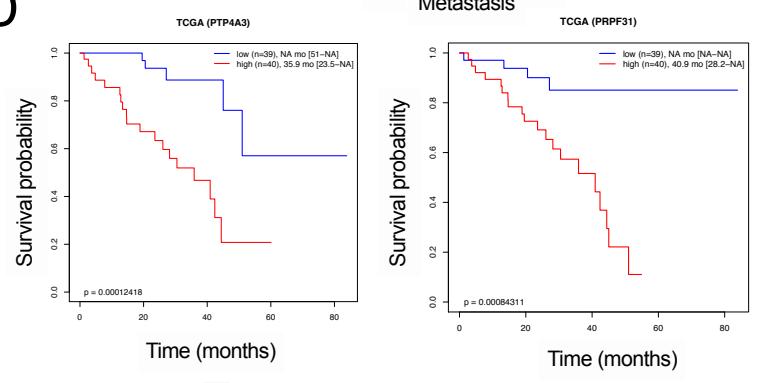 Metastasis
TCGA (PTP4A3)
low (n=39), NA mo [51−NA]
high (n=40), 35.9 mo [23.5−NA]
Survival probability
1.0
0.8
0.6
0.4
0.2
0.0
p = 0.00012418
0 20 40 60 80
Time (months)
TCGA (PRPF31)
low (n=39), NA mo [NA−NA]
high (n=40), 40.9 mo [28.2−NA]
Survival probability
1.0
0.8
0.6
0.4
0.2
0.0
p = 0.00084311
0 20 40 60 80
Time (months)